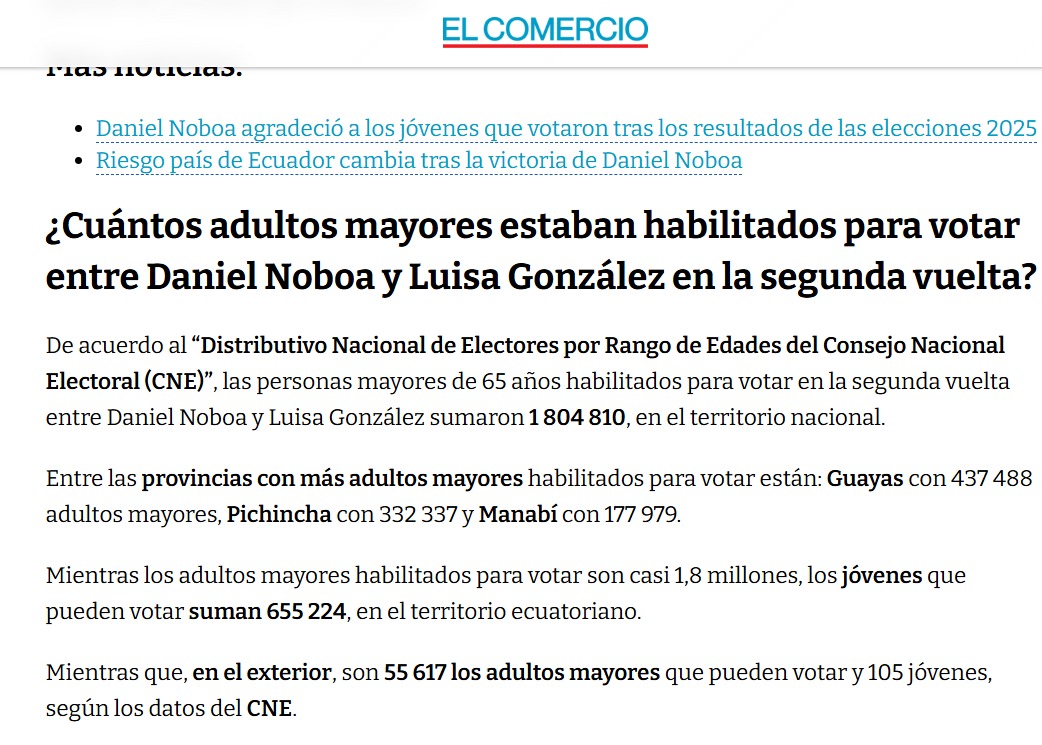 EL COMERCIO
Más noticias:
Daniel Noboa agradeció a los jóvenes que votaron tras los resultados de las elecciones 2025
Riesgo país de Ecuador cambia tras la victoria de Daniel Noboa
¿Cuántos adultos mayores estaban habilitados para votar
entre Daniel Noboa y Luisa González en la segunda vuelta?
De acuerdo al “Distributivo Nacional de Electores por Rango de Edades del Consejo Nacional
Electoral (CNE)”, las personas mayores de 65 años habilitados para votar en la segunda vuelta
entre Daniel Noboa y Luisa González sumaron 1 804 810, en el territorio nacional.
Entre las provincias con más adultos mayores habilitados para votar están: Guayas con 437 488
adultos mayores, Pichincha con 332 337 y Manabí con 177 979.
Mientras los adultos mayores habilitados para votar son casi 1,8 millones, los jóvenes que
pueden votar suman 655 224, en el territorio ecuatoriano.
Mientras que, en el exterior, son 55 617 los adultos mayores que pueden votar y 105 jóvenes,
según los datos del CNE.